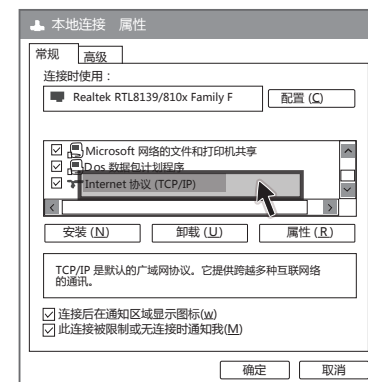 本地连接 属性
常规 高级
连接时使用：
Realtek RTL8139/810x Family F 配置 (C)
Microsoft 网络的文件和打印机共享
Qos 数据包计划程序
Internet 协议 (TCP/IP)
安装 (N) 卸载 (U) 属性 (R)
TCP/IP 是默认的广域网协议。它提供跨越多种互联网络
的通讯。
连接后在通知区域显示图标(w)
此连接被限制或无连接时通知我(M)
确定 取消